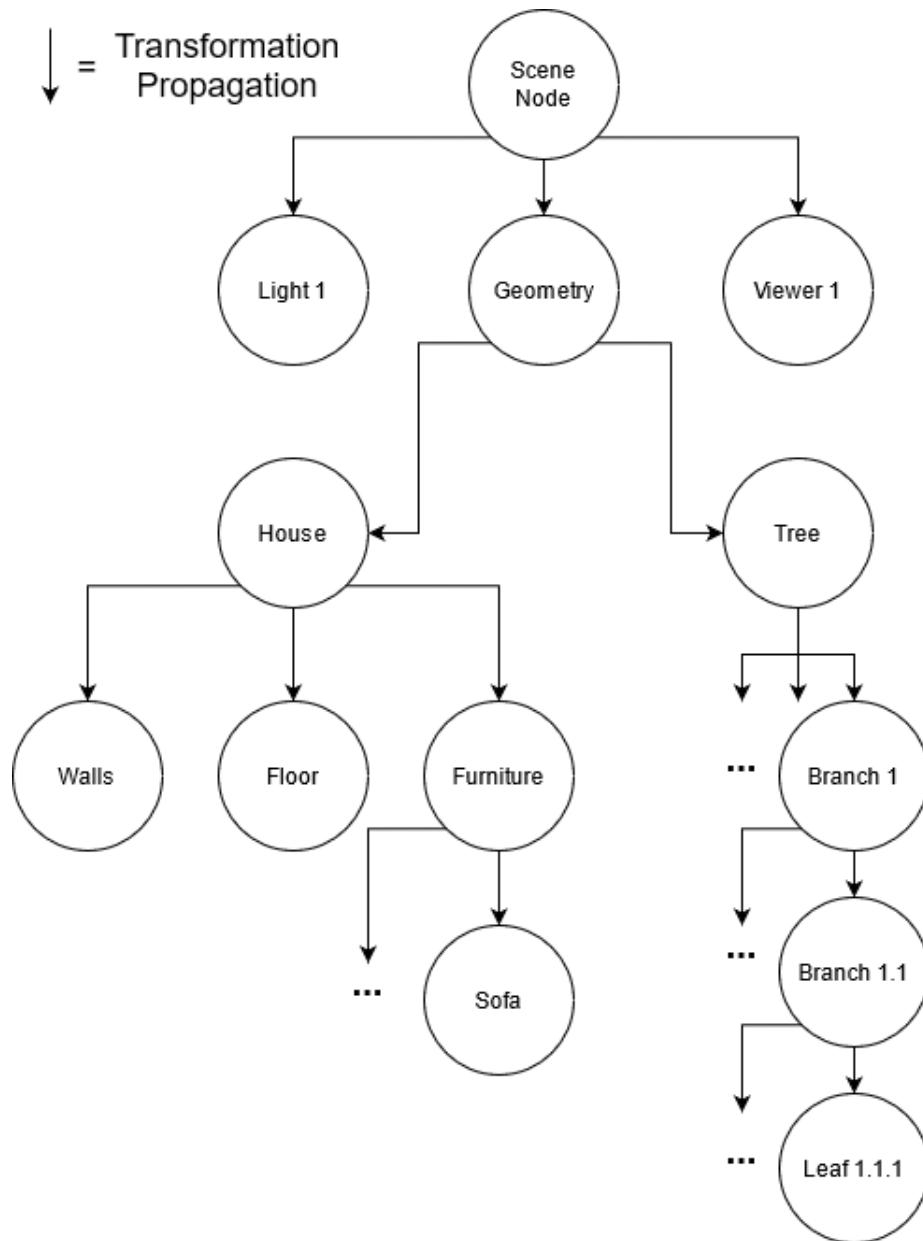 = Transformation
Propagation
Scene
Node
Light 1
Geometry
Viewer 1
House
Tree
Walls
Floor
Furniture
...
Branch 1
...
Sofa
...
Branch 1.1
...
Leaf 1.1.1